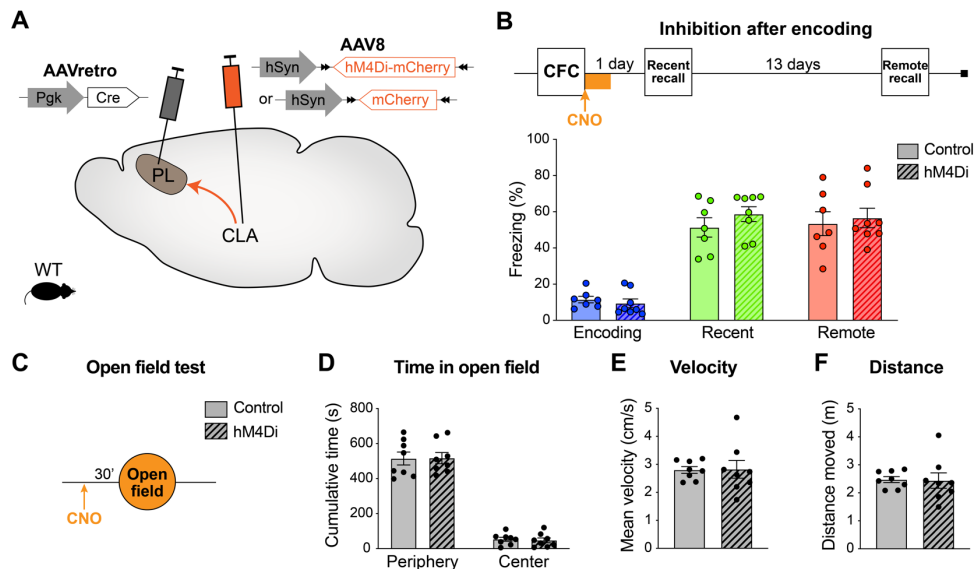 A
AAVretro
Pgk
Cre
AAV8
hSyn
hM4Di-mCherry
or
hSyn
mCherry
PL
CLA
WT
B
Inhibition after encoding
CFC
1 day
Recent
recall
13 days
Remote
recall
CNO
Freezing (%)
100
80
60
40
20
0
Control
hM4Di
Encoding
Recent
Remote
C
Open field test
Control
hM4Di
30'
Open
field
CNO
D
Time in open field
Cumulative time (s)
800
600
400
200
0
Periphery
Center
E
Velocity
Mean velocity (cm/s)
5
4
3
2
1
0
F
Distance
Distance moved (m)
5
4
3
2
1
0